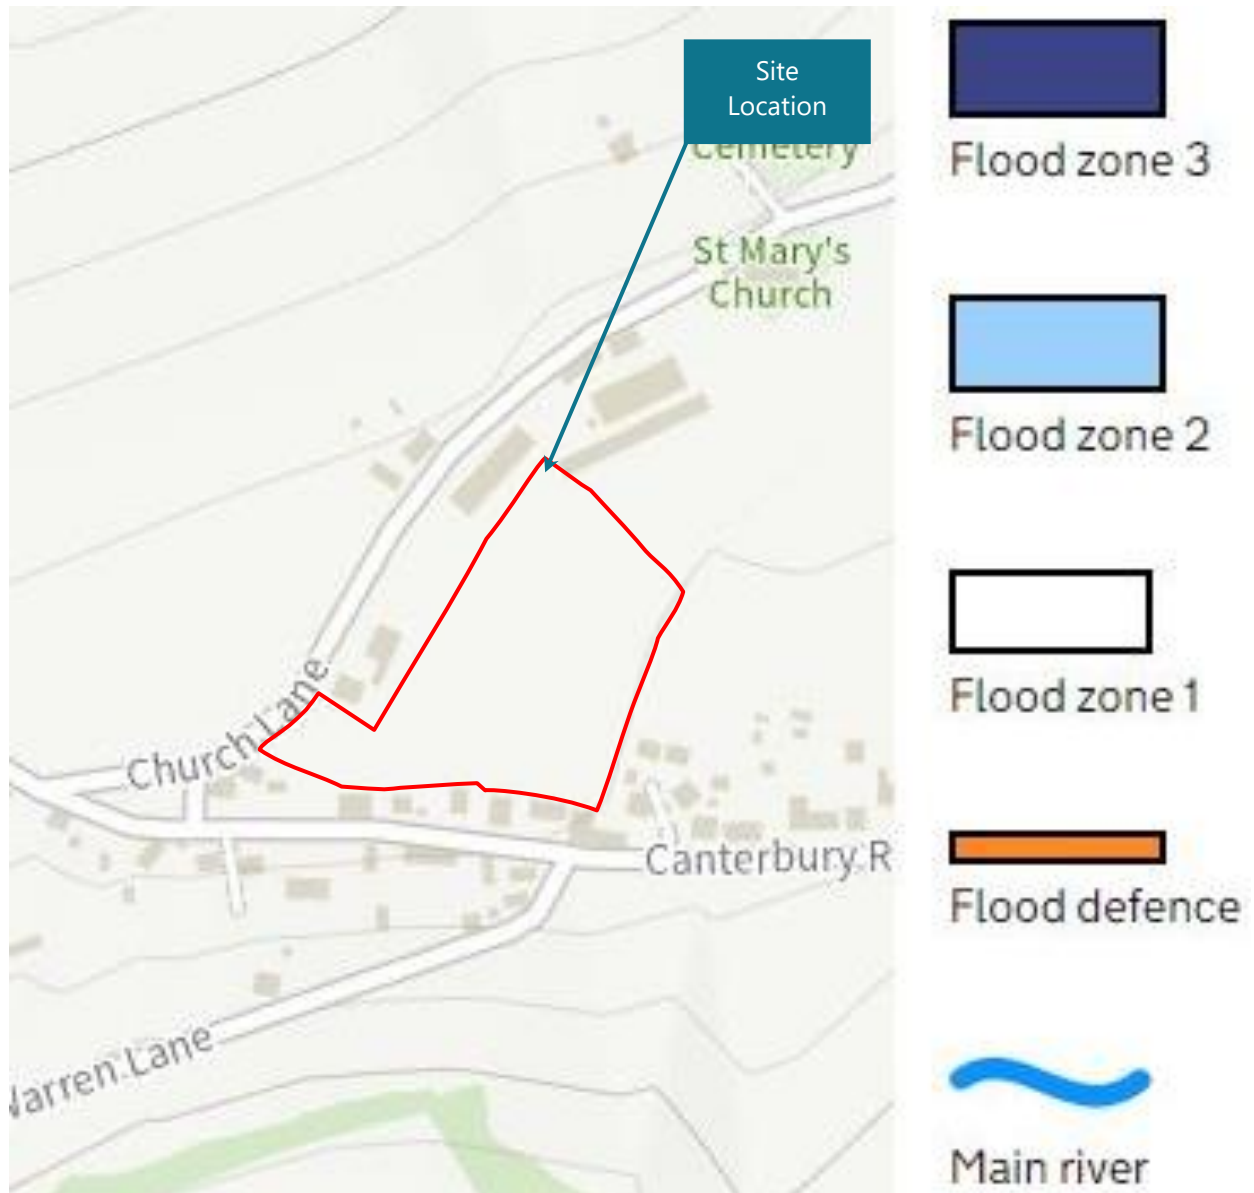 Site
Location
Cemetery
St Mary's
Church
Church Lane
Canterbury R
Warren Lane
Flood zone 3
Flood zone 2
Flood zone 1
Flood defence
Main river